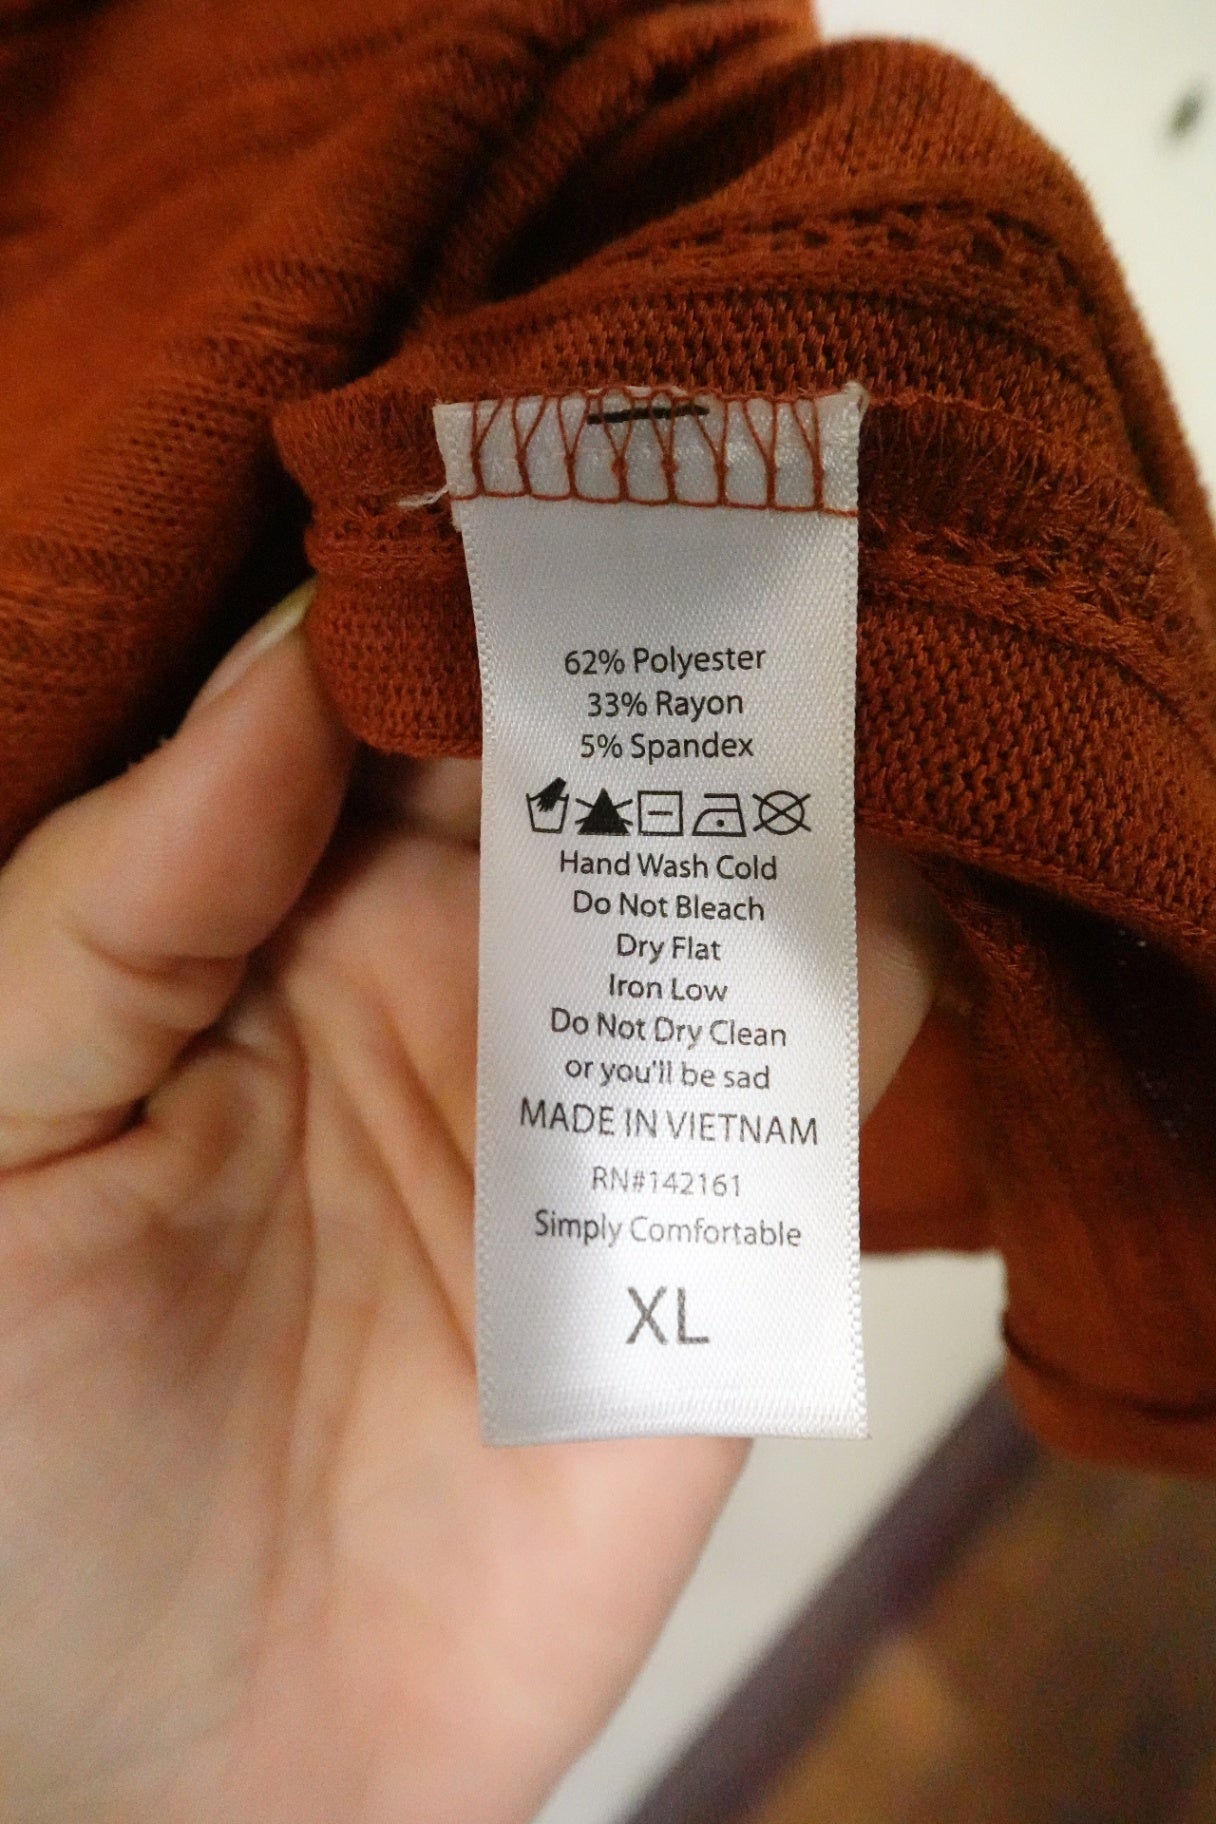 62% Polyester
33% Rayon
5% Spandex
Hand Wash Cold
Do Not Bleach
Dry Flat
Iron Low
Do Not Dry Clean
or you'll be sad
MADE IN VIETNAM
RN#142161
Simply Comfortable
XL